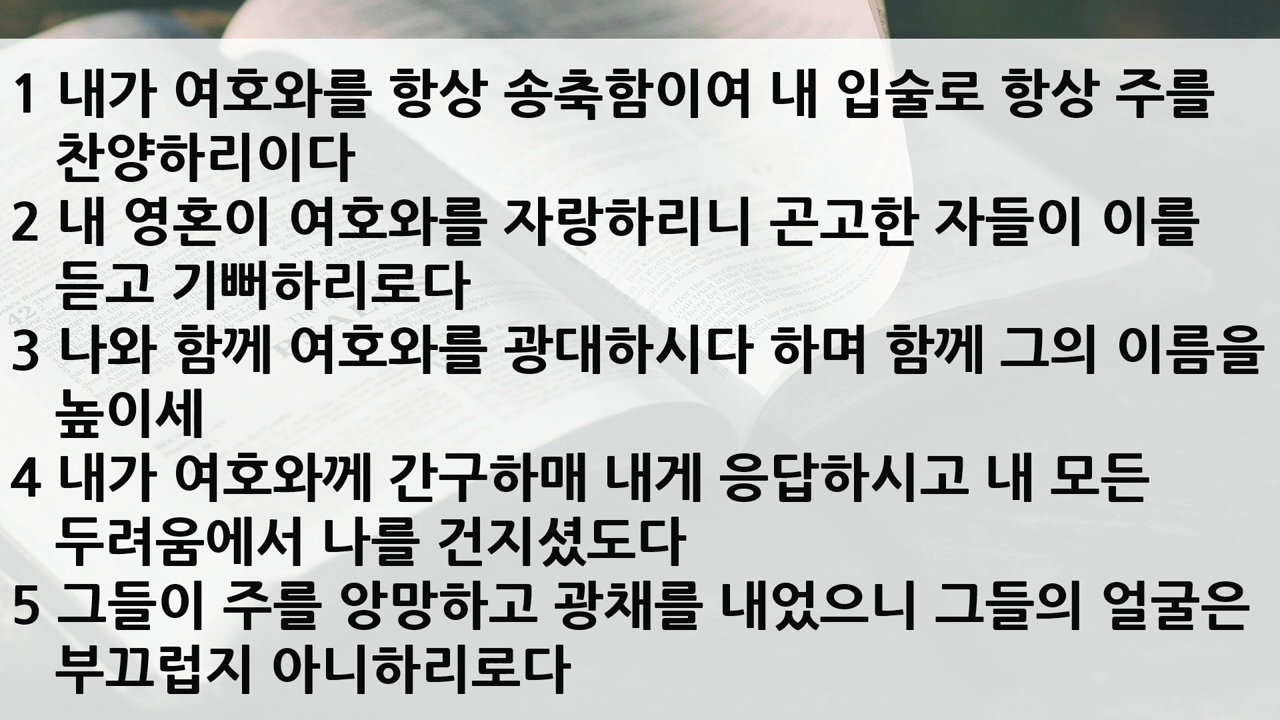 1 내가 여호와를 항상 송축함이여 내 입술로 항상 주를
찬양하리이다
2 내 영혼이 여호와를 자랑하리니 곤고한 자들이 이를
듣고 기뻐하리로다
3 나와 함께 여호와를 광대하시다 하며 함께 그의 이름을
높이세
4 내가 여호와께 간구하매 내게 응답하시고 내 모든
두려움에서 나를 건지셨도다
5 그들이 주를 앙망하고 광채를 내었으니 그들의 얼굴은
부끄럽지 아니하리로다